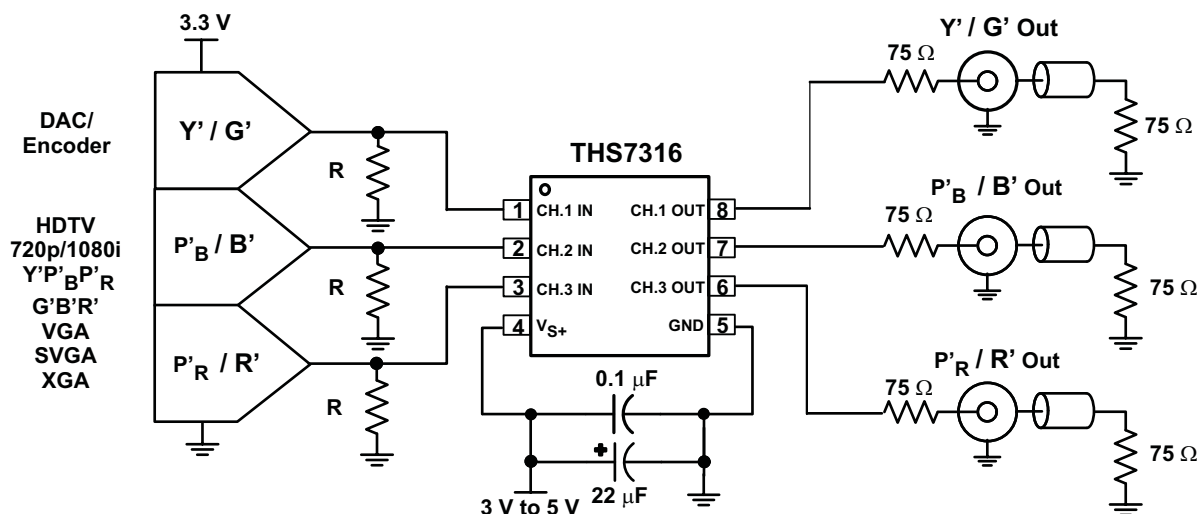 3.3 V
DAC/
Encoder
HDTV
720p/1080i
Y'P'BP'R
G'B'R'
VGA
SVGA
XGA
Y' / G'
P'B / B'
P'R / R'
R
R
R
THS7316
1 CH.1 IN CH.1 OUT 8
2 CH.2 IN CH.2 OUT 7
3 CH.3 IN CH.3 OUT 6
4 VS+ GND 5
0.1 μF
+
22 μF
3 V to 5 V
Y' / G' Out
75 Ω
75 Ω
P'B / B' Out
75 Ω
75 Ω
P'R / R' Out
75 Ω
75 Ω